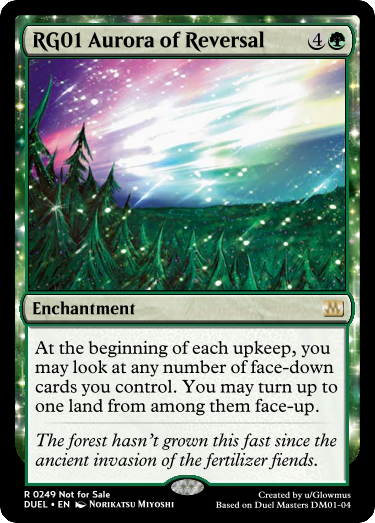 RG01 Aurora of Reversal 4
Enchantment
At the beginning of each upkeep, you
may look at any number of face-down
cards you control. You may turn up to
one land from among them face-up.
The forest hasn't grown this fast since the
ancient invasion of the fertilizer fiends.
R 0249 Not for Sale
DUEL • EN NORIKATSU MIYOSHI
Created by u/Glowmus
Based on Duel Masters DM01-04